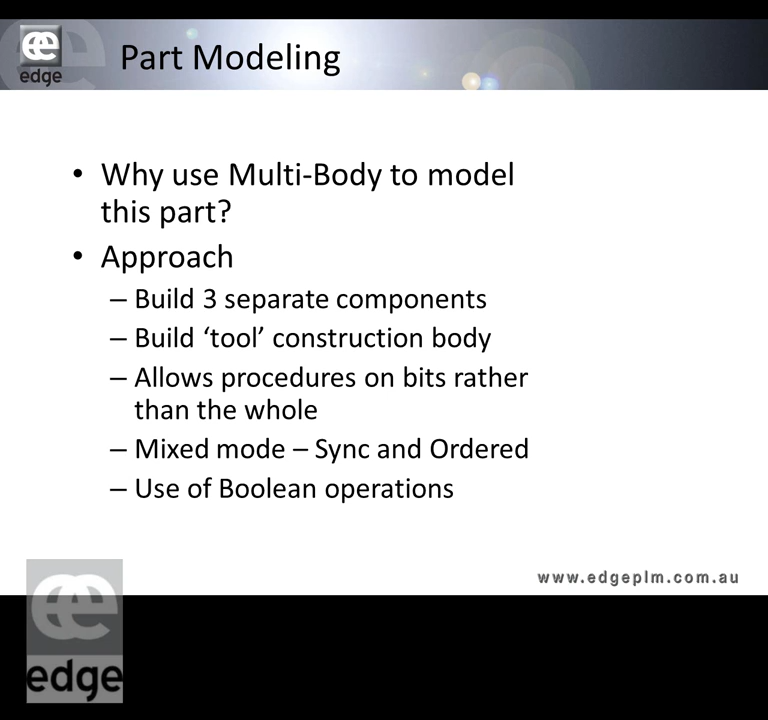 edge
Part Modeling
• Why use Multi-Body to model
this part?
• Approach
– Build 3 separate components
– Build ‘tool’ construction body
– Allows procedures on bits rather
than the whole
– Mixed mode – Sync and Ordered
– Use of Boolean operations
www.edgeplm.com.au
edge